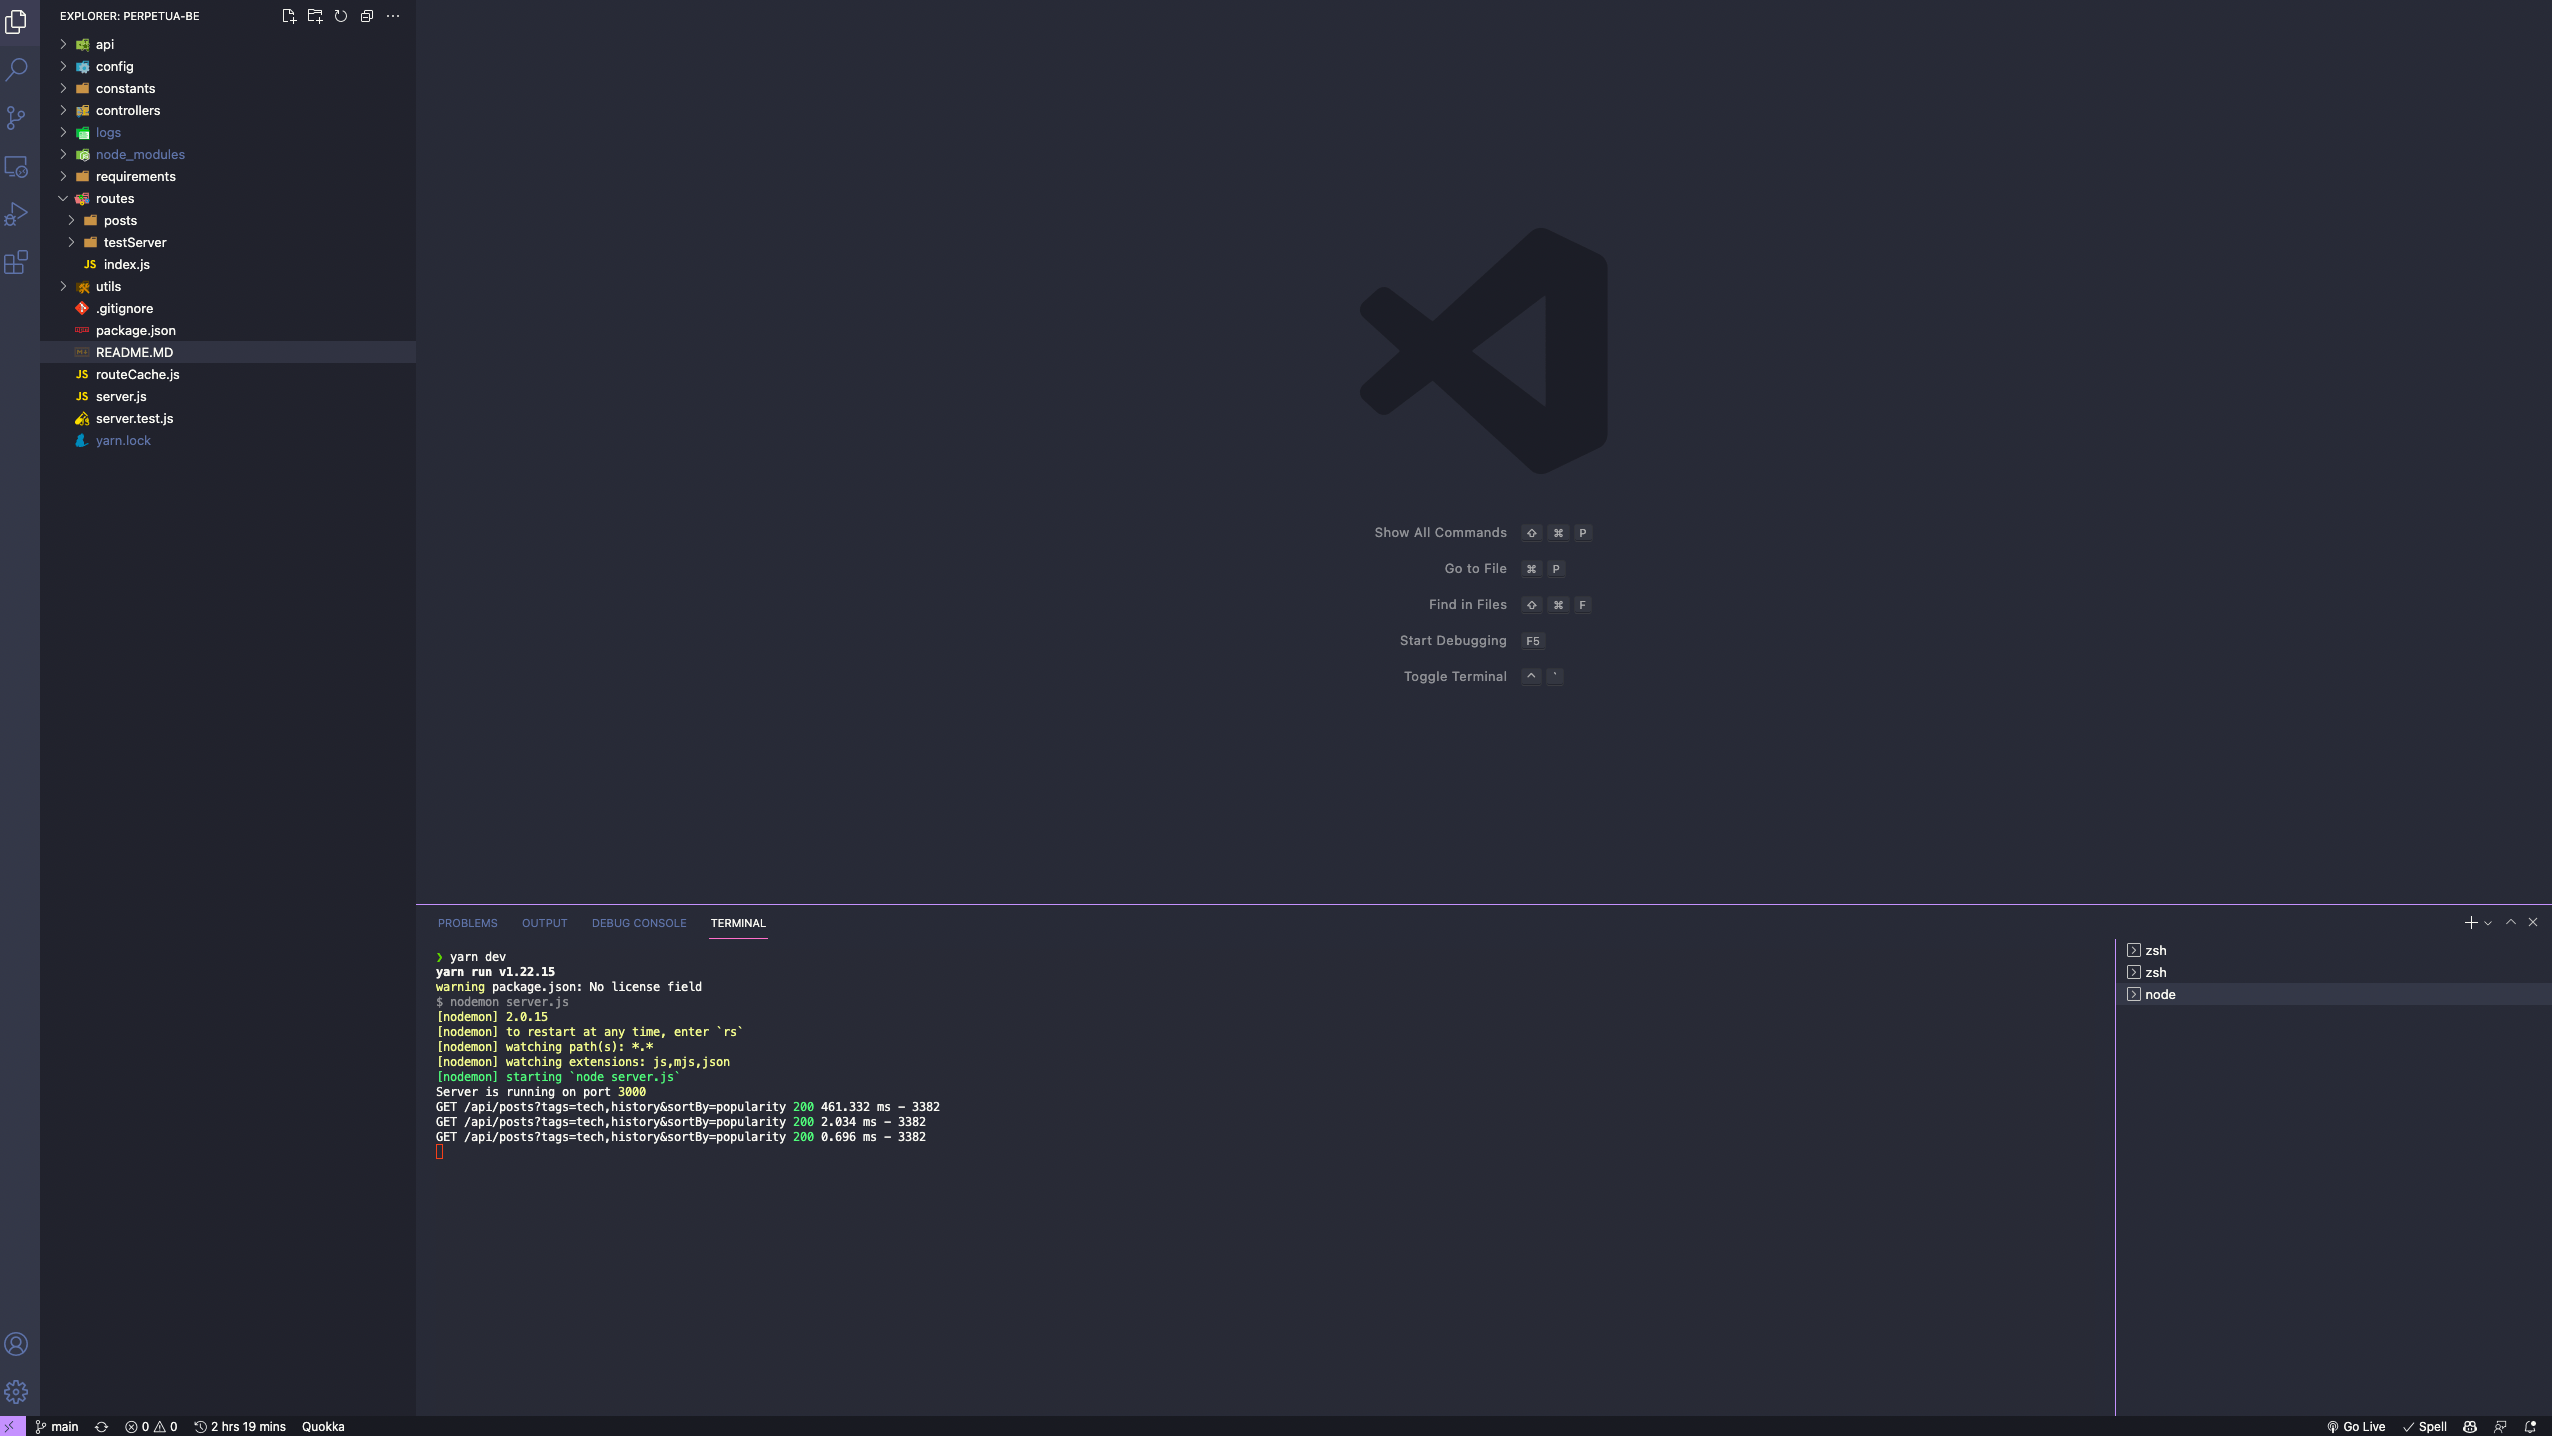 EXPLORER: PERPETUA-BE
api
config
constants
controllers
logs
node_modules
requirements
routes
posts
testServer
JS index.js
utils
.gitignore
package.json
README.MD
JS routeCache.js
JS server.js
server.test.js
yarn.lock
Show All Commands ⇧ ⌘ P
Go to File ⌘ P
Find in Files ⇧ ⌘ F
Start Debugging F5
Toggle Terminal ^ `
PROBLEMS OUTPUT DEBUG CONSOLE TERMINAL
❯ yarn dev
yarn run v1.22.15
warning package.json: No license field
$ nodemon server.js
[nodemon] 2.0.15
[nodemon] to restart at any time, enter `rs`
[nodemon] watching path(s): *.*
[nodemon] watching extensions: js,mjs,json
[nodemon] starting `node server.js`
Server is running on port 3000
GET /api/posts?tags=tech,history&sortBy=popularity 200 461.332 ms - 3382
GET /api/posts?tags=tech,history&sortBy=popularity 200 2.034 ms - 3382
GET /api/posts?tags=tech,history&sortBy=popularity 200 0.696 ms - 3382
zsh
zsh
node
main 0 0 2 hrs 19 mins Quokka Go Live Spell